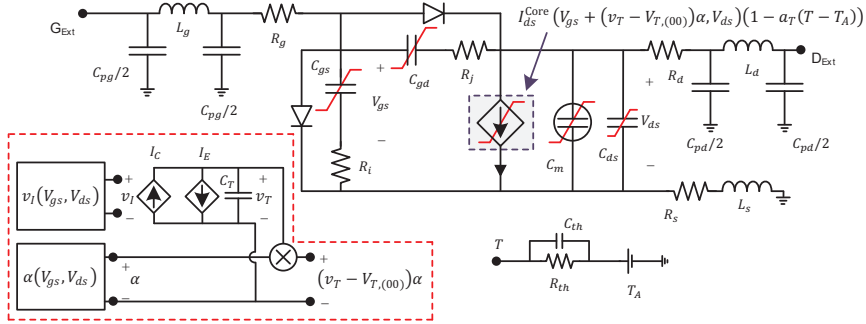 I_ds^Core (V_gs + (v_T − V_T,(00))α, V_ds)(1 − a_T(T − T_A))
G_Ext
L_g
R_g
C_pg/2
C_pg/2
C_gs
V_gs
+
−
R_i
C_gd
R_j
C_m
C_ds
+
V_ds
−
R_d
L_d
D_Ext
C_pd/2
C_pd/2
R_s
L_s
v_I(V_gs, V_ds)
+
v_I
−
I_C
I_E
C_T
+
v_T
−
α(V_gs, V_ds)
+
α
−
+
(v_T − V_T,(00))α
−
T
C_th
R_th
T_A